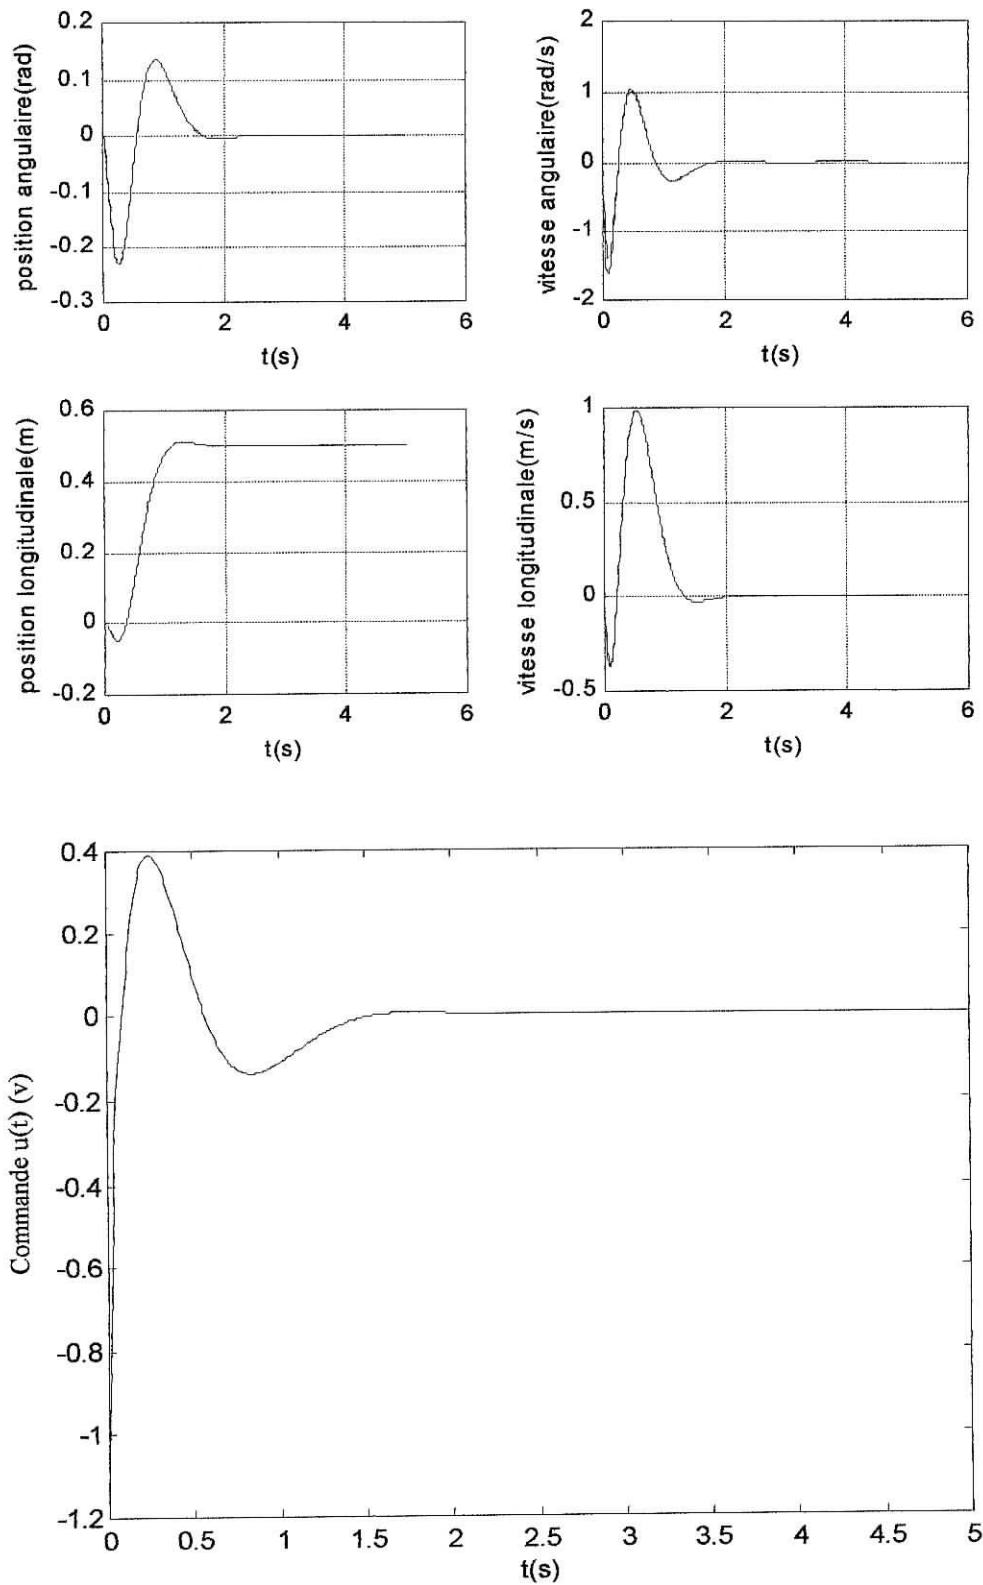 position angulaire(rad)
0.2
0.1
0
-0.1
-0.2
-0.3
0 2 4 6
t(s)
vitesse angulaire(rad/s)
2
1
0
-1
-2
0 2 4 6
t(s)
position longitudinale(m)
0.6
0.4
0.2
0
-0.2
0 2 4 6
t(s)
vitesse longitudinale(m/s)
1
0.5
0
-0.5
0 2 4 6
t(s)
Commande u(t) (v)
0.4
0.2
0
-0.2
-0.4
-0.6
-0.8
-1
-1.2
0 0.5 1 1.5 2 2.5 3 3.5 4 4.5 5
t(s)